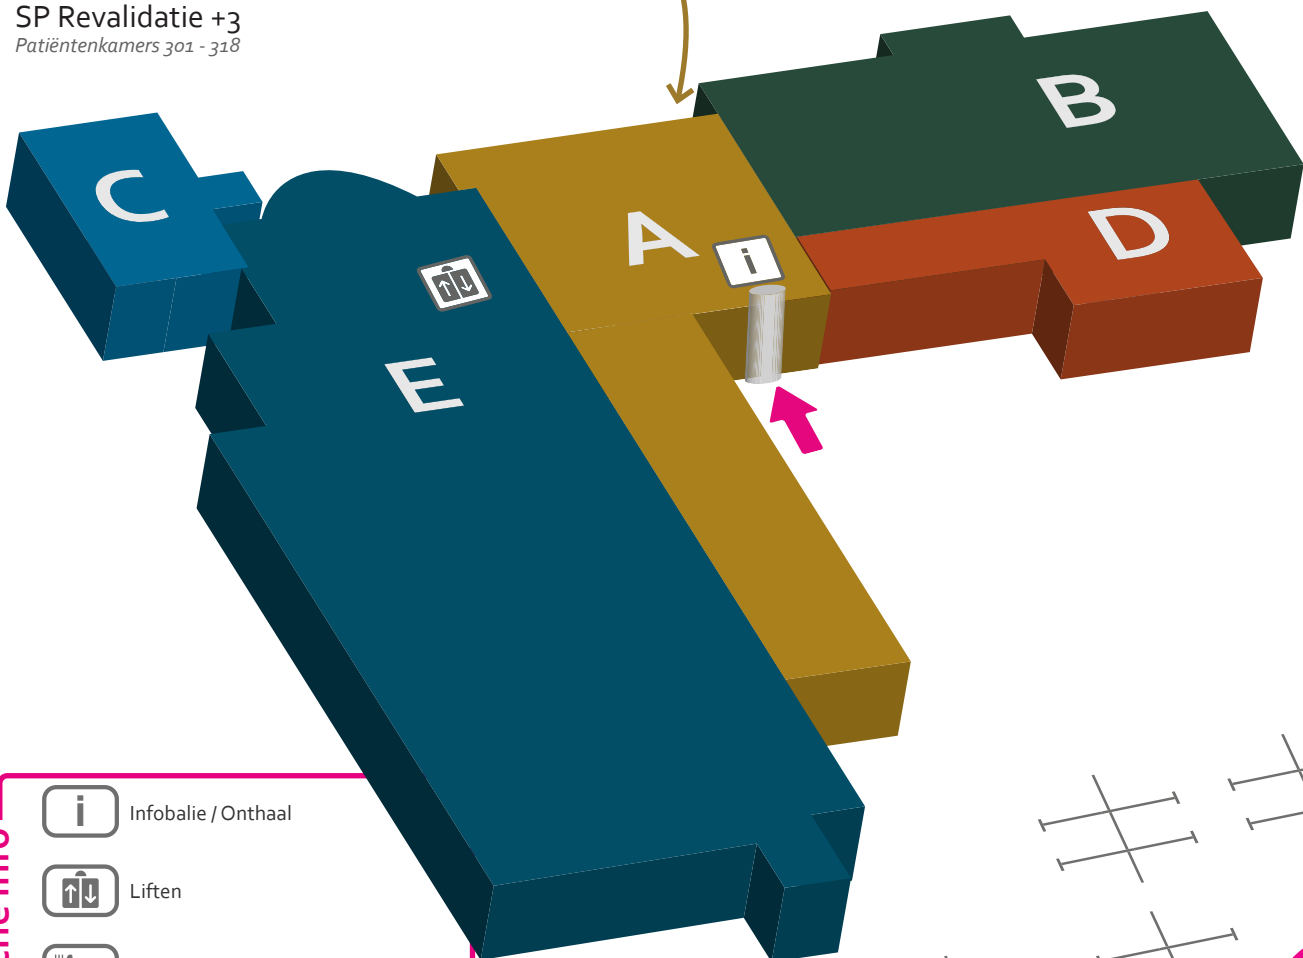 SP Revalidatie +3
Patiëntenkamers 301 - 318
B
C
A
i
D
E
i
Infobalie / Onthaal
Liften